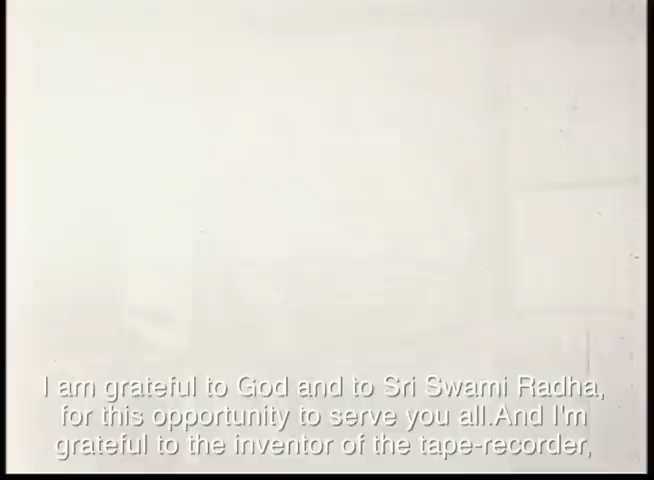 I am grateful to God and to Sri Swami Radha,
for this opportunity to serve you all.And I'm
grateful to the inventor of the tape-recorder,